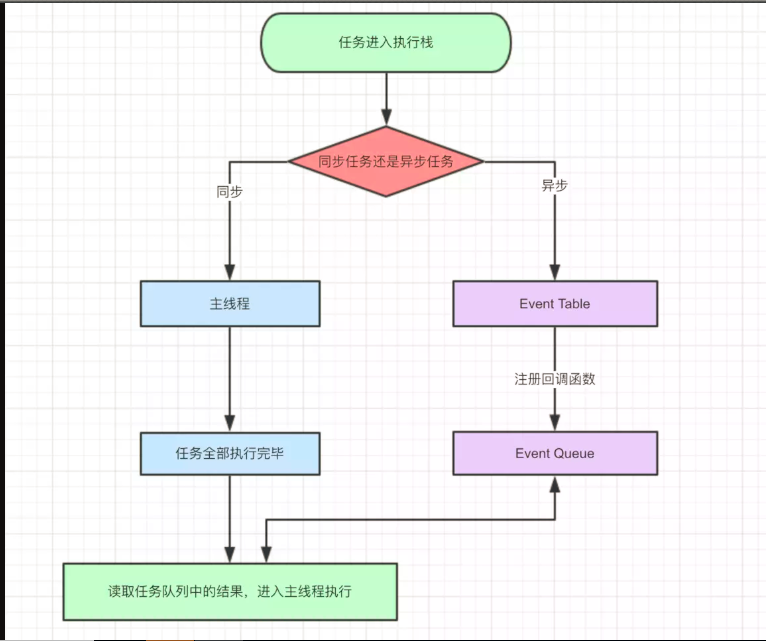 任务进入执行栈
同步任务还是异步任务
同步
异步
主线程
Event Table
注册回调函数
任务全部执行完毕
Event Queue
读取任务队列中的结果，进入主线程执行